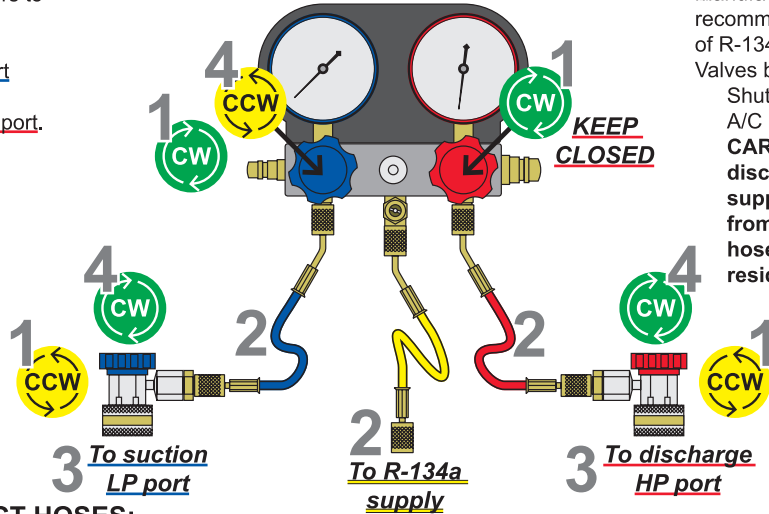 rt
port.
4
CCW
1
CW
1
CW
KEEP
CLOSED
recomm
of R-134
Valves b
Shut
A/C
CAR
disc
supp
from
hose
resid
4
CW
1
CCW
2
2
2
4
CW
1
CCW
3
To suction
LP port
To R-134a
supply
3
To discharge
HP port
CT HOSES: